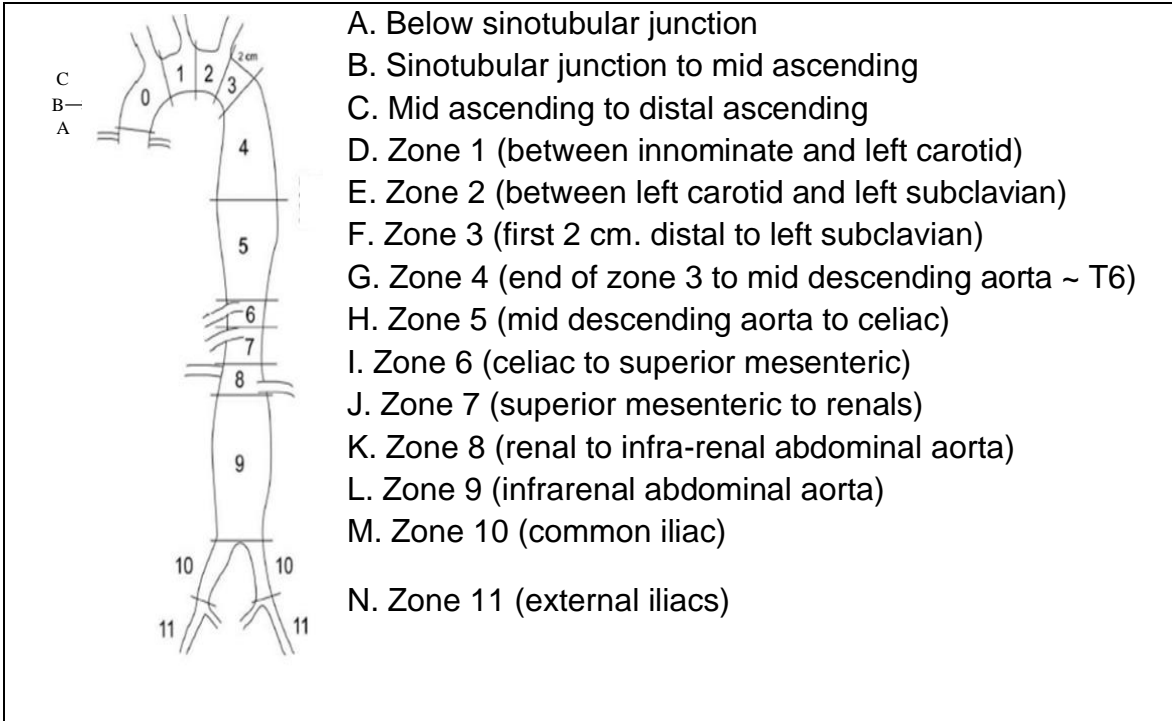 A. Below sinotubular junction
B. Sinotubular junction to mid ascending
C. Mid ascending to distal ascending
D. Zone 1 (between innominate and left carotid)
E. Zone 2 (between left carotid and left subclavian)
F. Zone 3 (first 2 cm. distal to left subclavian)
G. Zone 4 (end of zone 3 to mid descending aorta ~ T6)
H. Zone 5 (mid descending aorta to celiac)
I. Zone 6 (celiac to superior mesenteric)
J. Zone 7 (superior mesenteric to renals)
K. Zone 8 (renal to infra-renal abdominal aorta)
L. Zone 9 (infrarenal abdominal aorta)
M. Zone 10 (common iliac)
N. Zone 11 (external iliacs)
C
B
A
0
1
2
2 cm
3
4
5
6
7
8
9
10
10
11
11